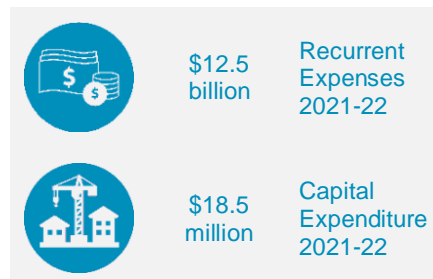 $12.5
billion
Recurrent
Expenses
2021-22
$18.5
million
Capital
Expenditure
2021-22